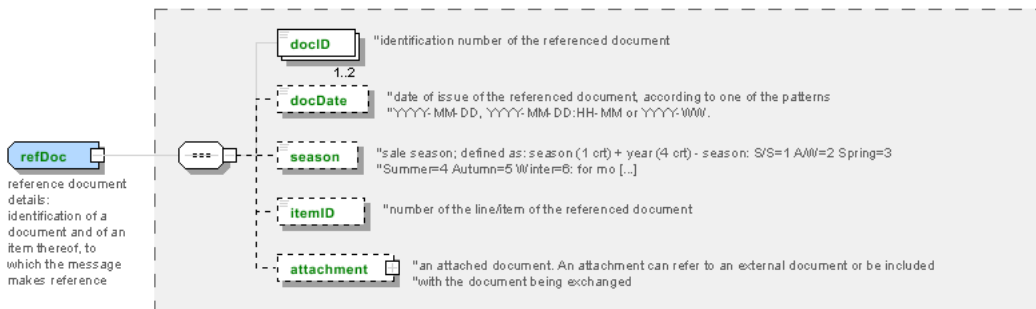 docID
"identification number of the referenced document
1..2
docDate
"date of issue of the referenced document, according to one of the patterns
"YYYY-MM-DD, YYYY-MM-DD:HH-MM or YYYY-WW.
refDoc
reference document
details:
identification of a
document and of an
item thereof, to
which the message
makes reference
season
"sale season; defined as: season (1 crt) + year (4 crt) - season: S/S=1 A/W=2 Spring=3
"Summer=4 Autumn=5 Winter=6: for mo [...]
itemID
"number of the line/item of the referenced document
attachment
"an attached document. An attachment can refer to an external document or be included
"with the document being exchanged